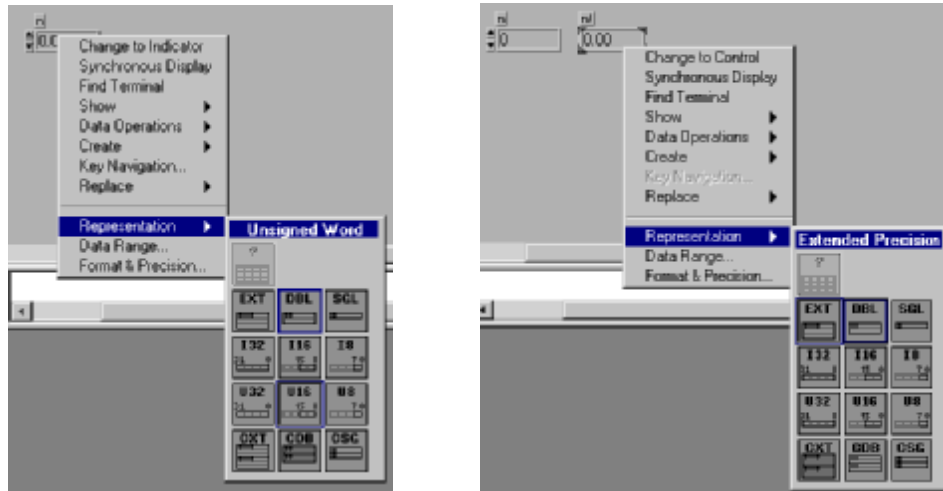 n
0.0
Change to Indicator
Synchronous Display
Find Terminal
Show
Data Operations
Create
Key Navigation...
Replace
Representation
Data Range...
Format & Precision...
Unsigned Word
EXT DBL SGL
I32 I16 I8
U32 U16 U8
CXT CDB CSG
n n!
0 0.00
Change to Control
Synchronous Display
Find Terminal
Show
Data Operations
Create
Key Navigation...
Replace
Representation
Data Range...
Format & Precision...
Extended Precision
EXT DBL SGL
I32 I16 I8
U32 U16 U8
CXT CDB CSG